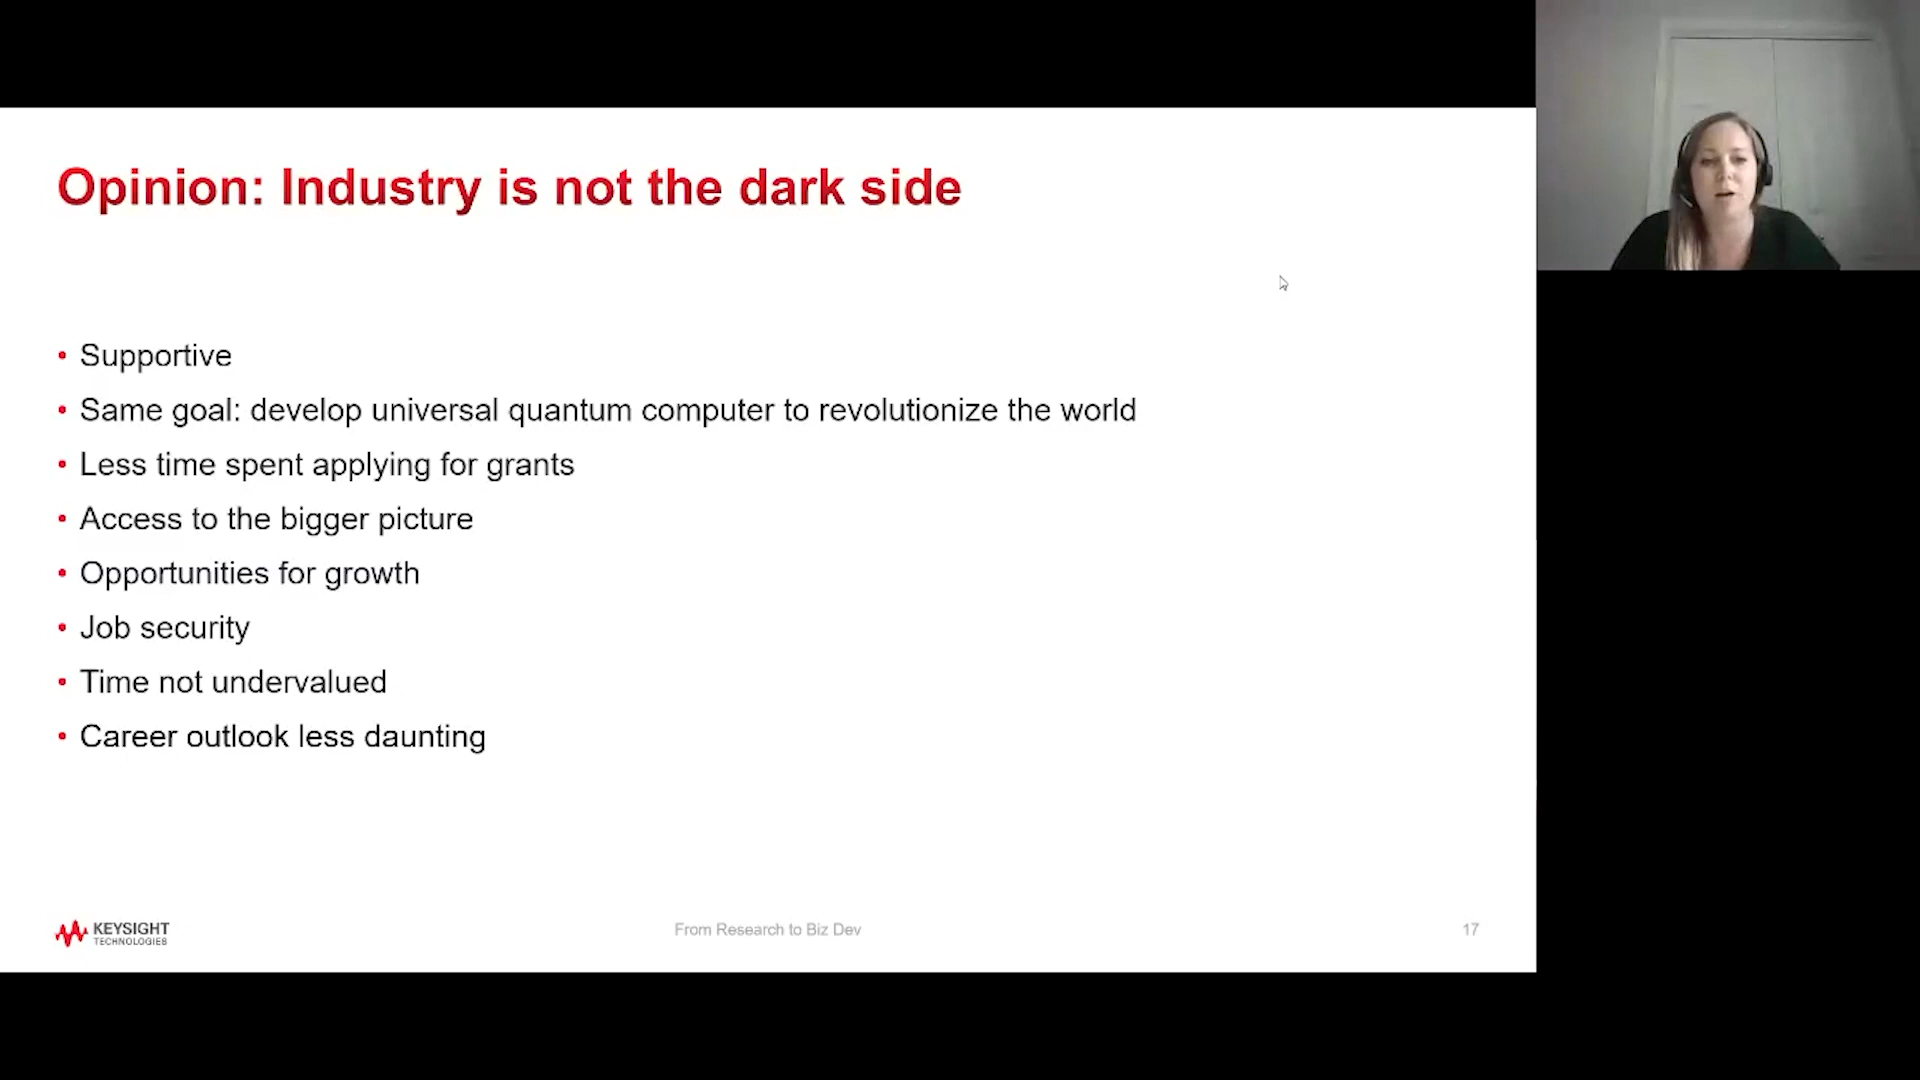 Opinion: Industry is not the dark side
• Supportive
• Same goal: develop universal quantum computer to revolutionize the world
• Less time spent applying for grants
• Access to the bigger picture
• Opportunities for growth
• Job security
• Time not undervalued
• Career outlook less daunting
KEYSIGHT
TECHNOLOGIES
From Research to Biz Dev
17